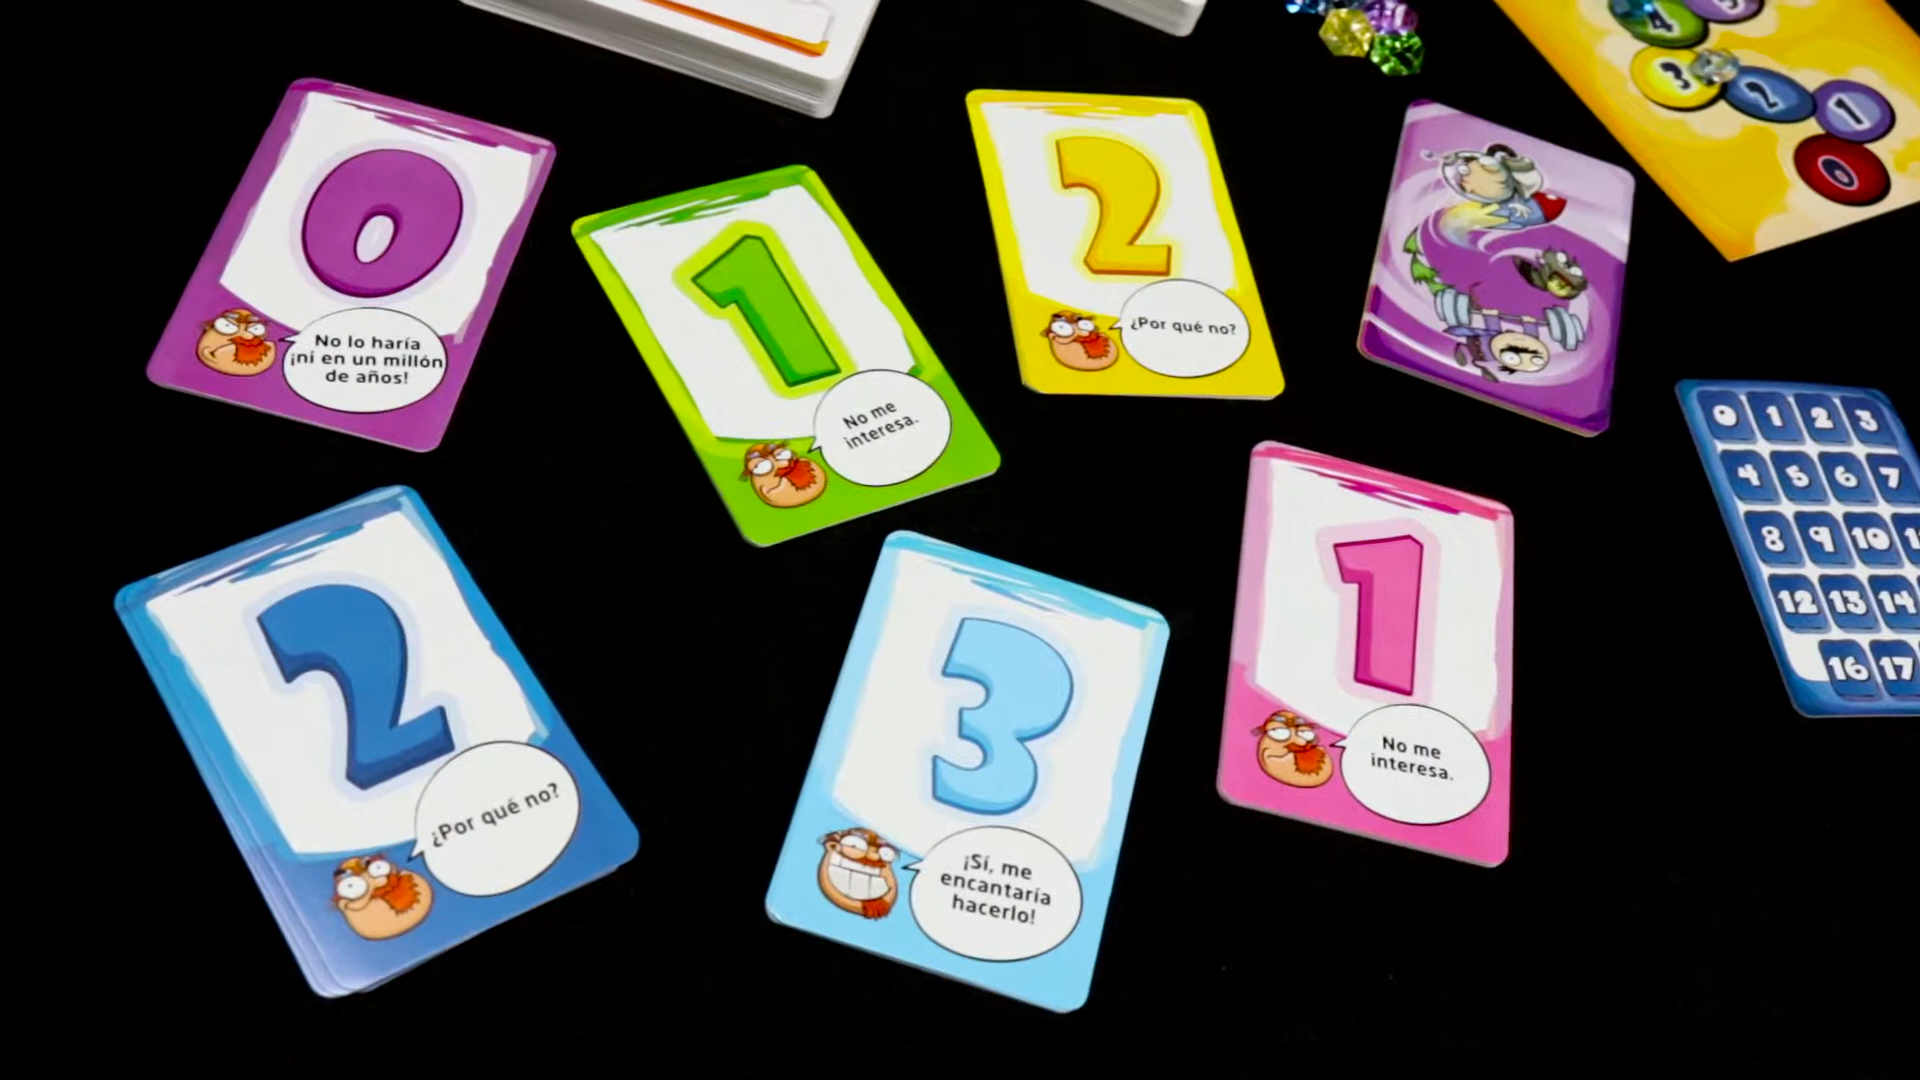 0
No lo haría
¡ni en un millón
de años!
1
No me
interesa.
2
¿Por qué no?
4
3
2
1
0
2
¿Por qué no?
3
¡Sí, me
encantaría
hacerlo!
1
No me
interesa.
0 1 2 3
4 5 6 7
8 9 10
12 13 14
16 17